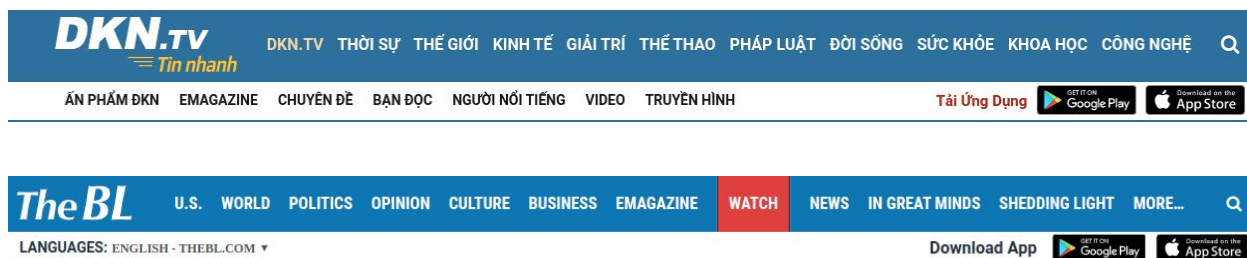 DKN.TV DKN.TV THỜI SỰ THẾ GIỚI KINH TẾ GIẢI TRÍ THỂ THAO PHÁP LUẬT ĐỜI SỐNG SỨC KHỎE KHOA HỌC CÔNG NGHỆ
Tin nhanh
ẤN PHẨM ĐKN EMAGAZINE CHUYÊN ĐỀ BẠN ĐỌC NGƯỜI NỔI TIẾNG VIDEO TRUYỀN HÌNH Tải Ứng Dụng GET IT ON Google Play Download on the App Store
The BL U.S. WORLD POLITICS OPINION CULTURE BUSINESS EMAGAZINE WATCH NEWS IN GREAT MINDS SHEDDING LIGHT MORE...
LANGUAGES: ENGLISH - THEBL.COM ▼ Download App GET IT ON Google Play Download on the App Store